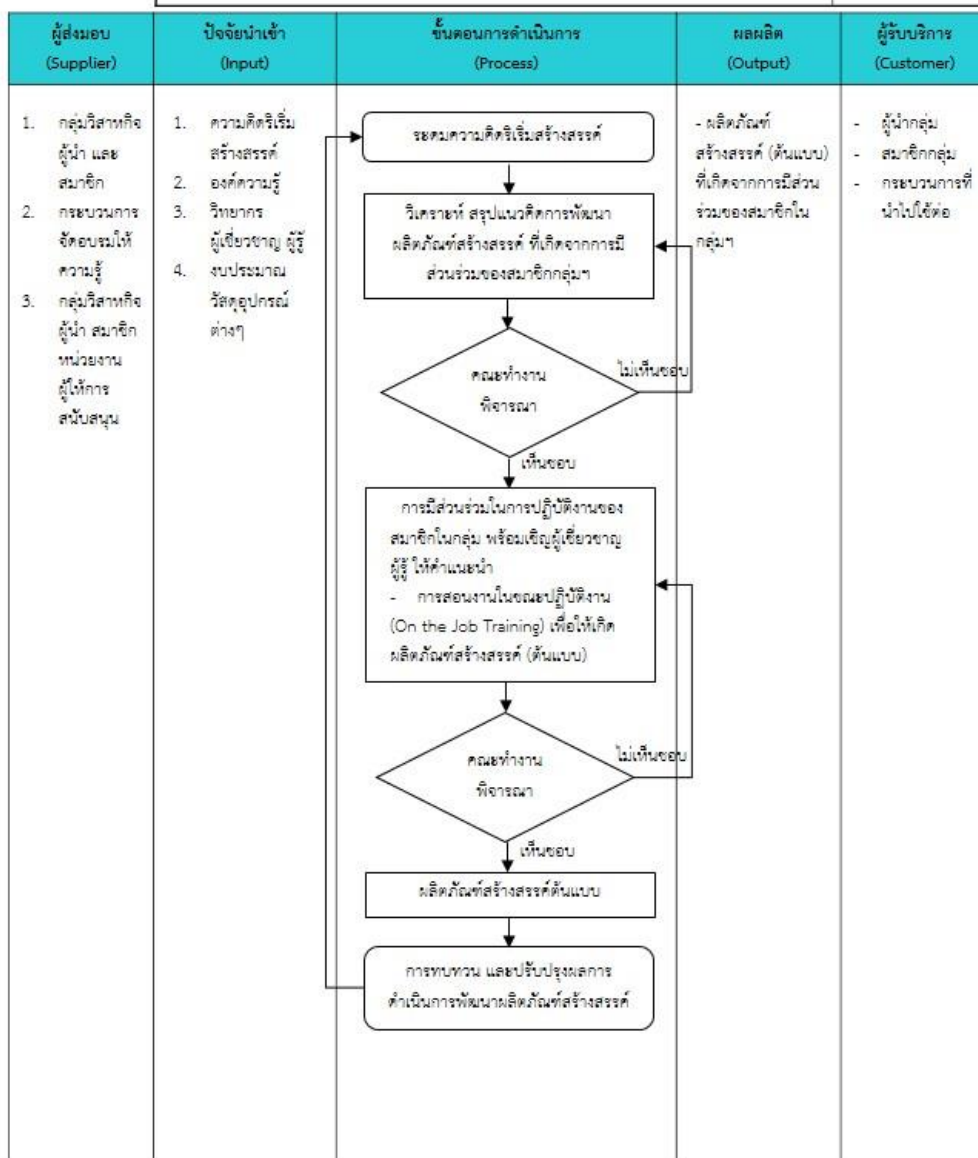 ผู้ส่งมอบ
(Supplier)
ปัจจัยนำเข้า
(Input)
ขั้นตอนการดำเนินการ
(Process)
ผลผลิต
(Output)
ผู้รับบริการ
(Customer)
1. กลุ่มวิสาหกิจ
ผู้นำ และ
สมาชิก
2. กระบวนการ
จัดอบรมให้
ความรู้
3. กลุ่มวิสาหกิจ
ผู้นำ สมาชิก
หน่วยงาน
ผู้ให้การ
สนับสนุน
1. ความคิดริเริ่ม
สร้างสรรค์
2. องค์ความรู้
3. วิทยากร
ผู้เชี่ยวชาญ ผู้รู้
4. งบประมาณ
วัสดุอุปกรณ์
ต่างๆ
ระดมความคิดริเริ่มสร้างสรรค์
วิเคราะห์ สรุปแนวคิดการพัฒนา
ผลิตภัณฑ์สร้างสรรค์ ที่เกิดจากการมี
ส่วนร่วมของสมาชิกกลุ่มฯ
คณะทำงาน
พิจารณา
ไม่เห็นชอบ
เห็นชอบ
การมีส่วนร่วมในการปฏิบัติงานของ
สมาชิกในกลุ่ม พร้อมเชิญผู้เชี่ยวชาญ
ผู้รู้ ให้คำแนะนำ
- การสอนงานในขณะปฏิบัติงาน
(On the Job Training) เพื่อให้เกิด
ผลิตภัณฑ์สร้างสรรค์ (ต้นแบบ)
คณะทำงาน
พิจารณา
ไม่เห็นชอบ
เห็นชอบ
ผลิตภัณฑ์สร้างสรรค์ต้นแบบ
การทบทวน และปรับปรุงผลการ
ดำเนินการพัฒนาผลิตภัณฑ์สร้างสรรค์
- ผลิตภัณฑ์
สร้างสรรค์ (ต้นแบบ)
ที่เกิดจากการมีส่วน
ร่วมของสมาชิกใน
กลุ่มฯ
- ผู้นำกลุ่ม
- สมาชิกกลุ่ม
- กระบวนการที่
นำไปใช้ต่อ